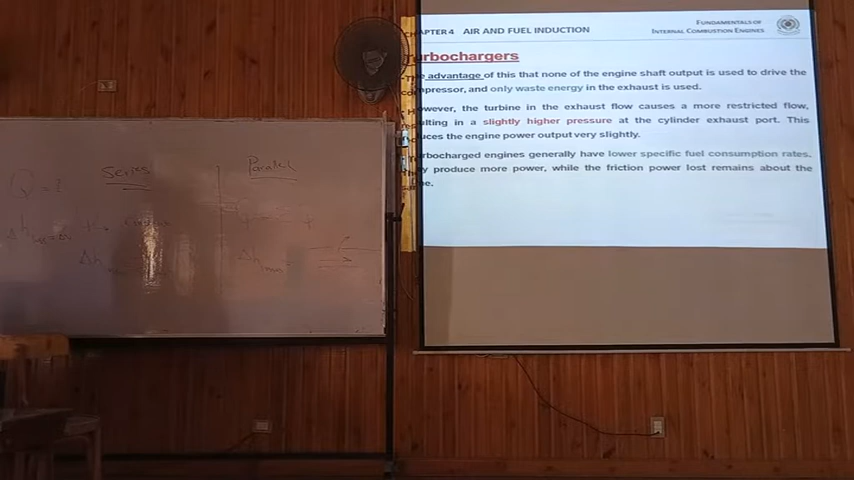 CHAPTER 4 AIR AND FUEL INDUCTION
FUNDAMENTALS OF
INTERNAL COMBUSTION ENGINES
Turbochargers
The advantage of this that none of the engine shaft output is used to drive the
compressor, and only waste energy in the exhaust is used.
However, the turbine in the exhaust flow causes a more restricted flow,
resulting in a slightly higher pressure at the cylinder exhaust port. This
reduces the engine power output very slightly.
Turbocharged engines generally have lower specific fuel consumption rates.
They produce more power, while the friction power lost remains about the
same.
Series
Parallel